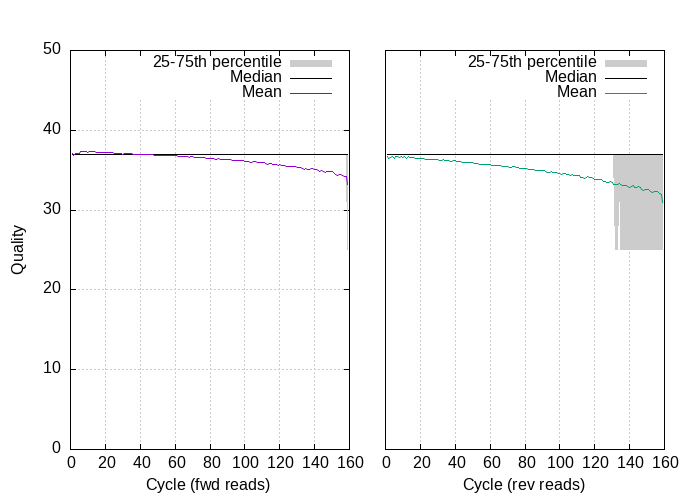 50
40
30
20
10
0
Quality
25-75th percentile
Median
Mean
0 20 40 60 80 100 120 140 160
Cycle (fwd reads)
25-75th percentile
Median
Mean
0 20 40 60 80 100 120 140 160
Cycle (rev reads)